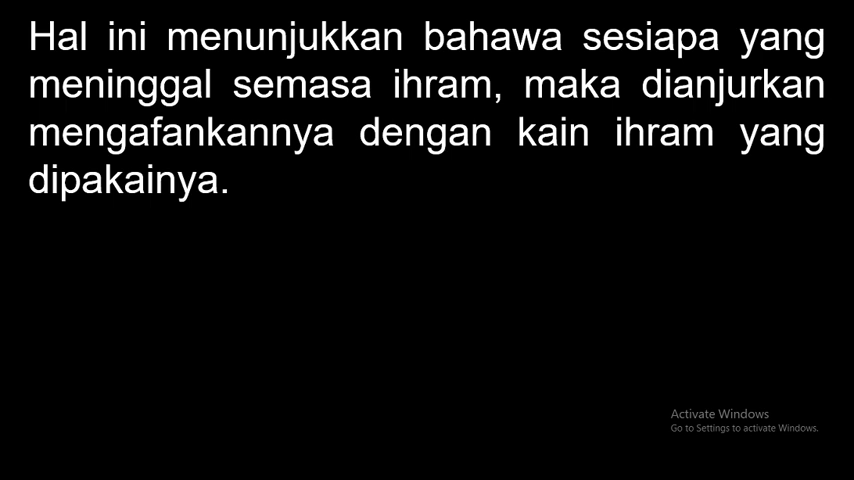 Hal ini menunjukkan bahawa sesiapa yang
meninggal semasa ihram, maka dianjurkan
mengafankannya dengan kain ihram yang
dipakainya.
Activate Windows
Go to Settings to activate Windows.